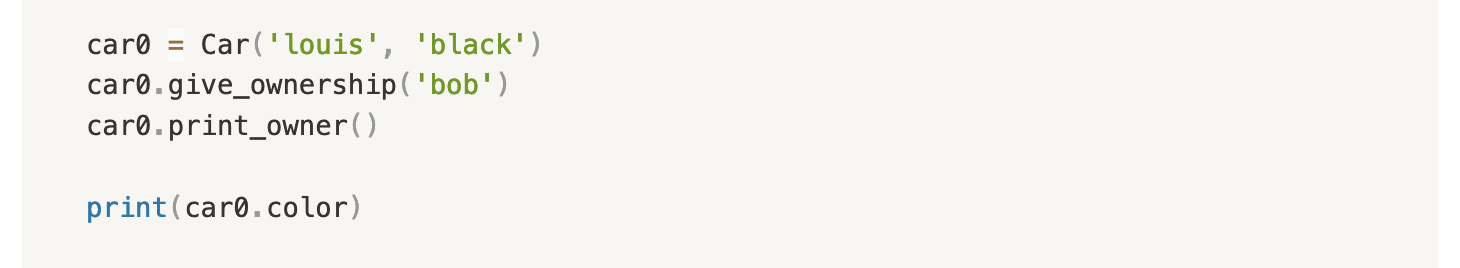 car0 = Car('louis', 'black')
car0.give_ownership('bob')
car0.print_owner()
print(car0.color)